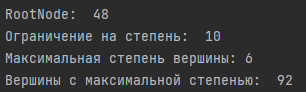 RootNode:  48
Ограничение на степень:  10
Максимальная степень вершины: 6
Вершины с максимальной степенью:  92